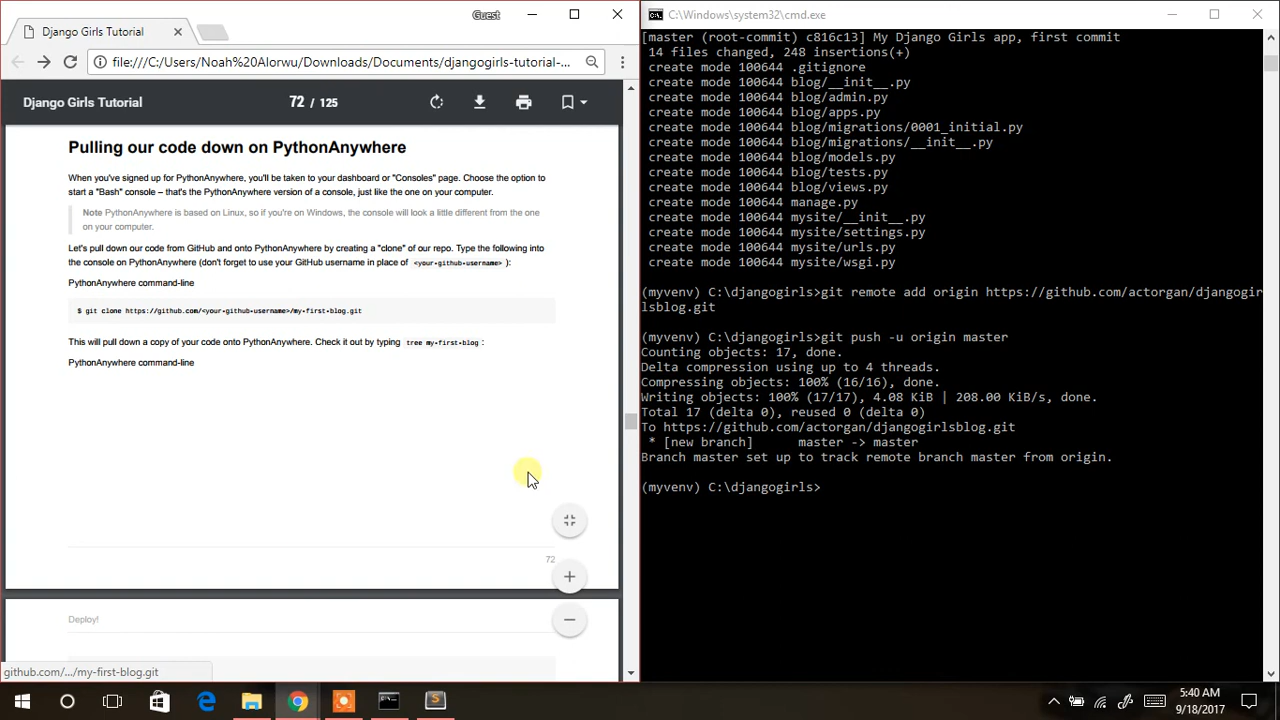 Guest
Django Girls Tutorial
file:///C:/Users/Noah%20Alorwu/Downloads/Documents/djangogirls-tutorial-...
Django Girls Tutorial
72 / 125
Pulling our code down on PythonAnywhere
When you've signed up for PythonAnywhere, you'll be taken to your dashboard or "Consoles" page. Choose the option to
start a "Bash" console – that's the PythonAnywhere version of a console, just like the one on your computer.
Note PythonAnywhere is based on Linux, so if you're on Windows, the console will look a little different from the one
on your computer.
Let's pull down our code from GitHub and onto PythonAnywhere by creating a "clone" of our repo. Type the following into
the console on PythonAnywhere (don't forget to use your GitHub username in place of <your-github-username> ):
PythonAnywhere command-line
$ git clone https://github.com/<your-github-username>/my-first-blog.git
This will pull down a copy of your code onto PythonAnywhere. Check it out by typing tree my-first-blog :
PythonAnywhere command-line
72
Deploy!
github.com/.../my-first-blog.git
C:\Windows\system32\cmd.exe
[master (root-commit) c816c13] My Django Girls app, first commit
14 files changed, 248 insertions(+)
create mode 100644 .gitignore
create mode 100644 blog/__init__.py
create mode 100644 blog/admin.py
create mode 100644 blog/apps.py
create mode 100644 blog/migrations/0001_initial.py
create mode 100644 blog/migrations/__init__.py
create mode 100644 blog/models.py
create mode 100644 blog/tests.py
create mode 100644 blog/views.py
create mode 100644 manage.py
create mode 100644 mysite/__init__.py
create mode 100644 mysite/settings.py
create mode 100644 mysite/urls.py
create mode 100644 mysite/wsgi.py
(myvenv) C:\djangogirls>git remote add origin https://github.com/actorgan/djangogir
lsblog.git
(myvenv) C:\djangogirls>git push -u origin master
Counting objects: 17, done.
Delta compression using up to 4 threads.
Compressing objects: 100% (16/16), done.
Writing objects: 100% (17/17), 4.08 KiB | 208.00 KiB/s, done.
Total 17 (delta 0), reused 0 (delta 0)
To https://github.com/actorgan/djangogirlsblog.git
* [new branch] master -> master
Branch master set up to track remote branch master from origin.
(myvenv) C:\djangogirls>
5:40 AM
9/18/2017